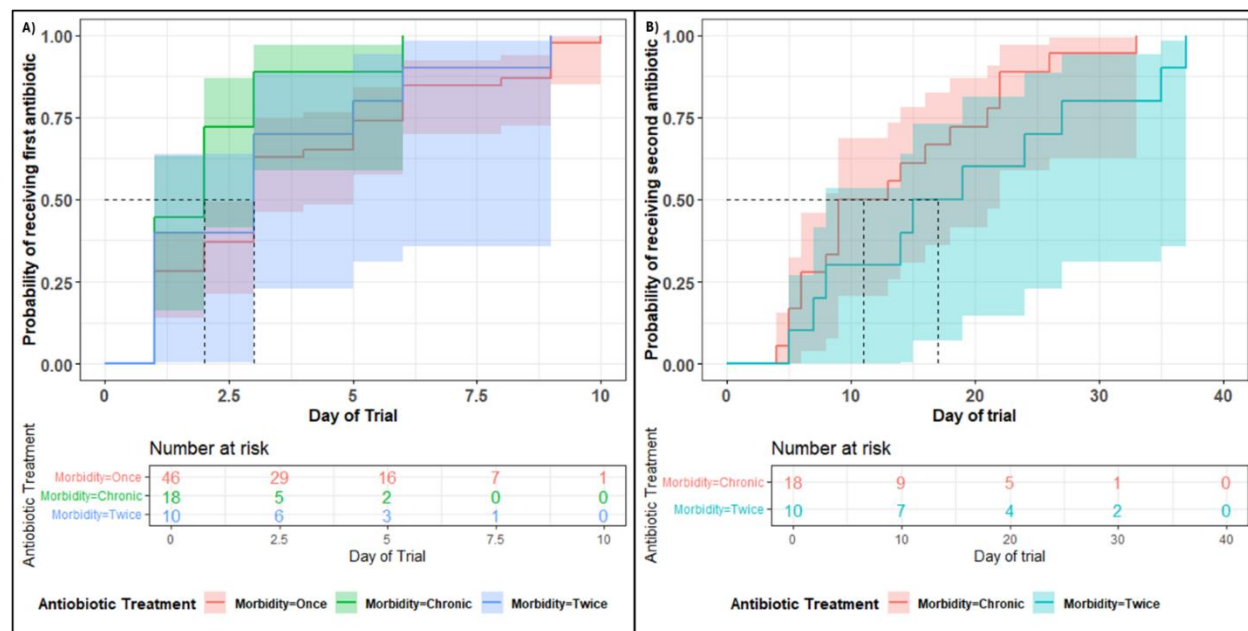 A)
Probability of receiving first antibiotic
1.00
0.75
0.50
0.25
0.00
0 2.5 5 7.5 10
Day of Trial
Number at risk
Antiobiotic Treatment
Morbidity=Once 46 29 16 7 1
Morbidity=Chronic 18 5 2 0 0
Morbidity=Twice 10 6 3 1 0
0 2.5 5 7.5 10
Day of Trial
Antiobiotic Treatment Morbidity=Once Morbidity=Chronic Morbidity=Twice
B)
Probability of receiving second antibiotic
1.00
0.75
0.50
0.25
0.00
0 10 20 30 40
Day of trial
Number at risk
Antibiotic Treatment
Morbidity=Chronic 18 9 5 1 0
Morbidity=Twice 10 7 4 2 0
0 10 20 30 40
Day of trial
Antibiotic Treatment Morbidity=Chronic Morbidity=Twice